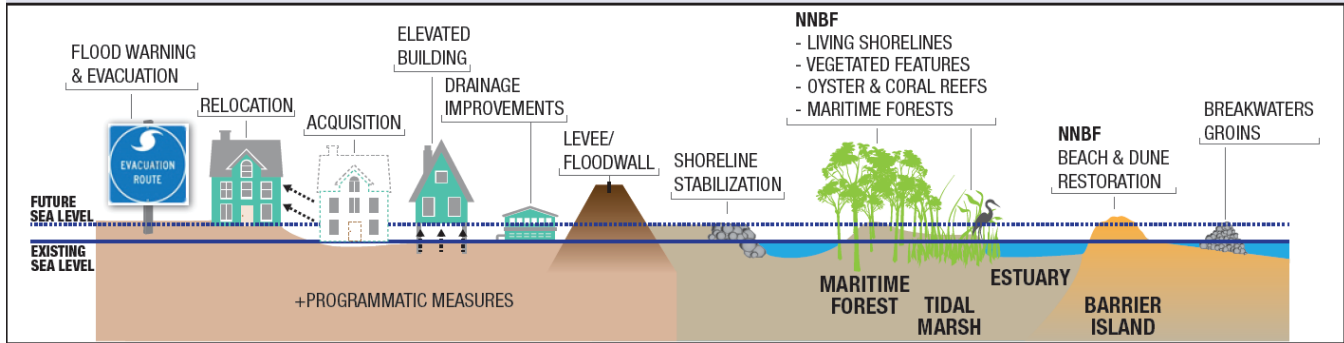 FLOOD WARNING
& EVACUATION
RELOCATION
ACQUISITION
ELEVATED
BUILDING
DRAINAGE
IMPROVEMENTS
LEVEE/
FLOODWALL
SHORELINE
STABILIZATION
NNBF
- LIVING SHORELINES
- VEGETATED FEATURES
- OYSTER & CORAL REEFS
- MARITIME FORESTS
NNBF
BEACH & DUNE
RESTORATION
BREAKWATERS
GROINS
EVACUATION
ROUTE
FUTURE
SEA LEVEL
EXISTING
SEA LEVEL
+PROGRAMMATIC MEASURES
MARITIME
FOREST
TIDAL
MARSH
ESTUARY
BARRIER
ISLAND